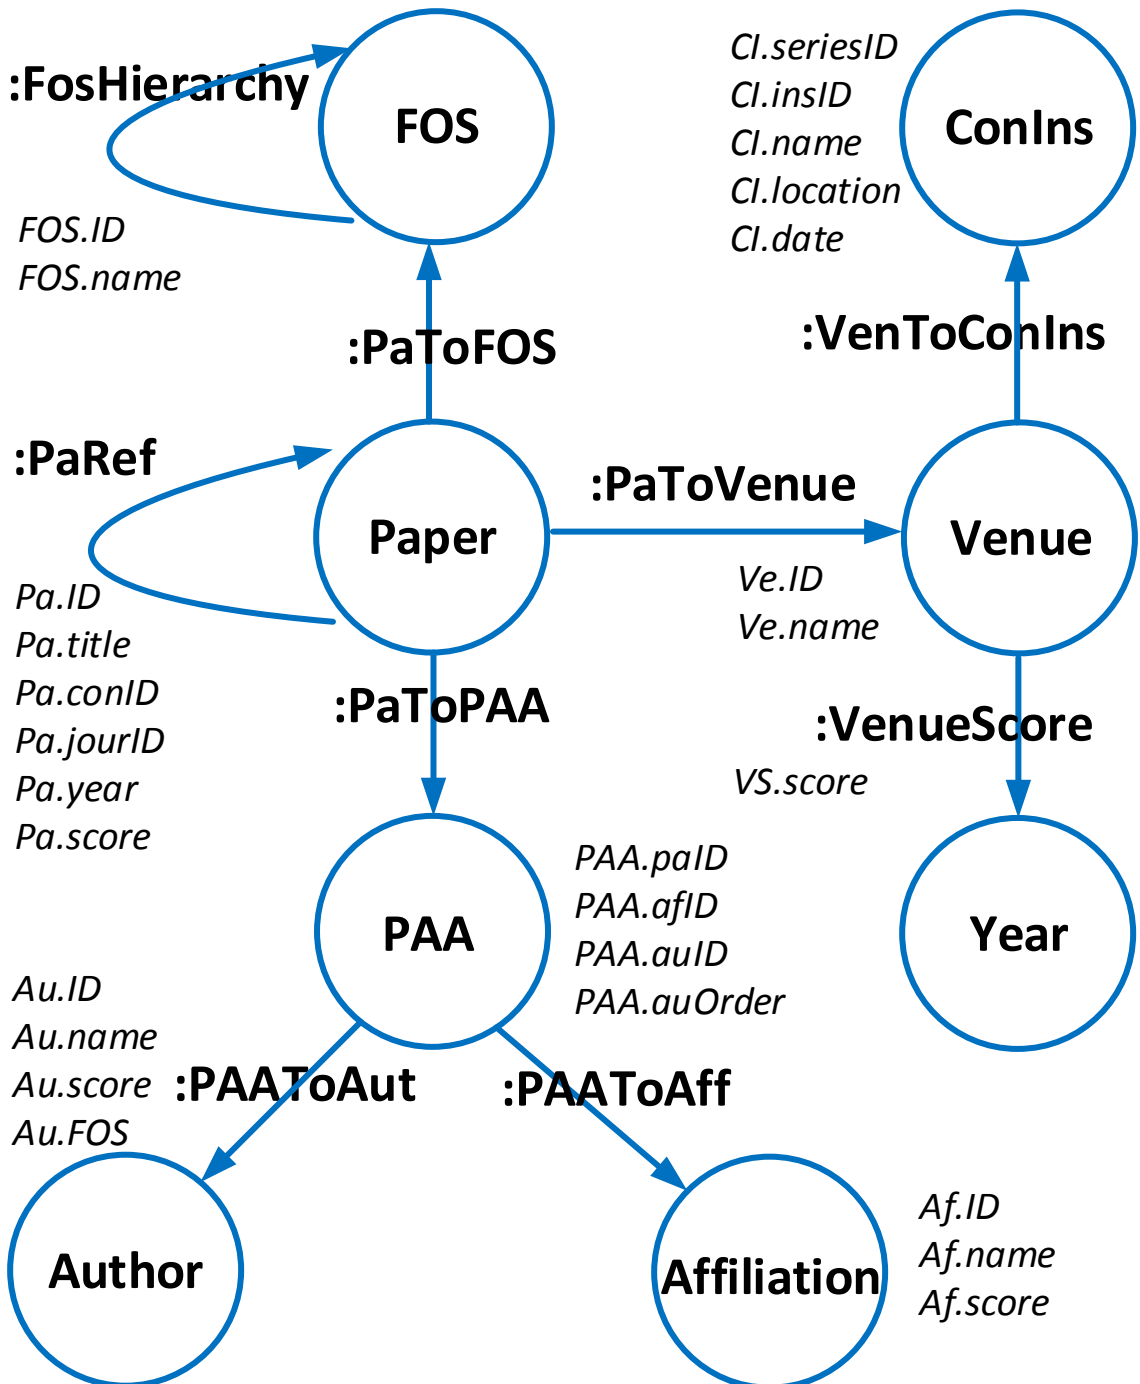 :FosHierarchy
FOS
FOS.ID
FOS.name
CI.seriesID
CI.insID
CI.name
CI.location
CI.date
ConIns
:PaToFOS
:VenToConIns
:PaRef
Paper
:PaToVenue
Venue
Ve.ID
Ve.name
Pa.ID
Pa.title
Pa.conID
Pa.jourID
Pa.year
Pa.score
:PaToPAA
:VenueScore
VS.score
PAA
PAA.paID
PAA.afID
PAA.auID
PAA.auOrder
Year
Au.ID
Au.name
Au.score
Au.FOS
:PAAToAut
:PAAToAff
Author
Affiliation
Af.ID
Af.name
Af.score